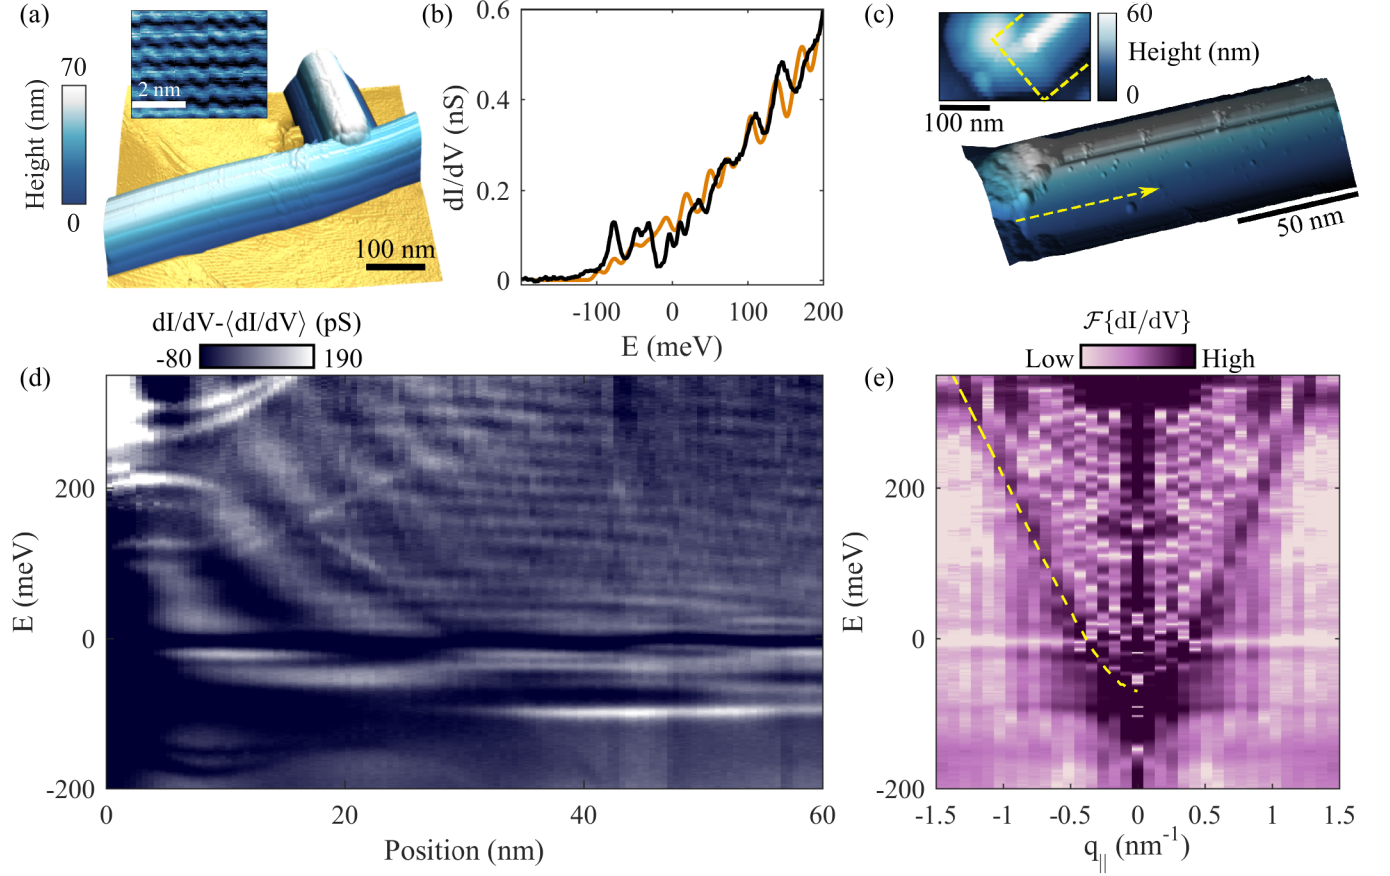 (a)
70
Height (nm)
0
2 nm
100 nm
(b)
0.6
0.4
0.2
0
dI/dV (nS)
-100
0
100
200
E (meV)
(c)
60
Height (nm)
0
100 nm
50 nm
dI/dV-⟨dI/dV⟩ (pS)
-80
190
(d)
200
0
-200
E (meV)
0
20
40
60
Position (nm)
ℱ{dI/dV}
Low
High
(e)
200
0
-200
E (meV)
-1.5
-1
-0.5
0
0.5
1
1.5
q|| (nm-1)